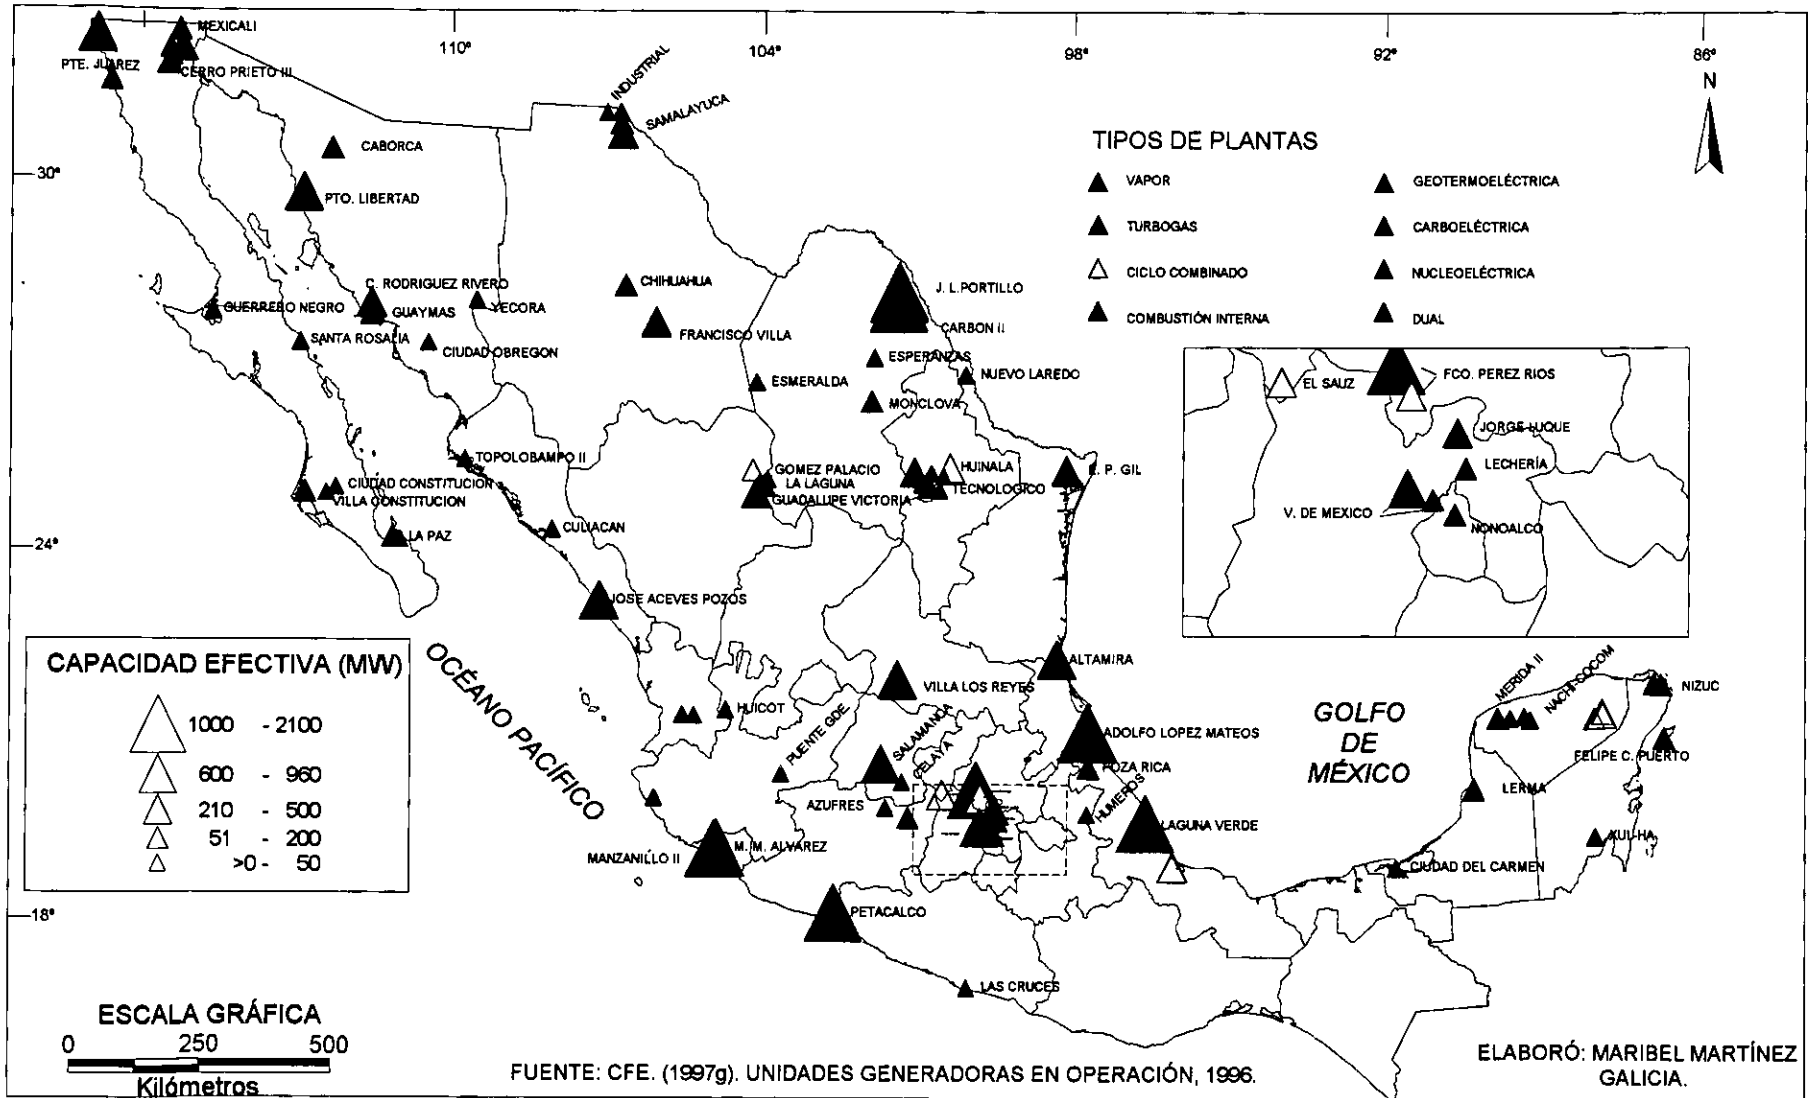 110°
104°
98°
92°
86°
N
MEXICALI
PTE. JUAREZ
CERRO PRIETO III
INDUSTRIAL
SAMALAYUCA
CABORCA
30°
PTO. LIBERTAD
TIPOS DE PLANTAS
VAPOR
GEOTERMOELÉCTRICA
TURBOGAS
CARBOELÉCTRICA
CICLO COMBINADO
NUCLEOELÉCTRICA
COMBUSTIÓN INTERNA
DUAL
C. RODRIGUEZ RIVERO
CHIHUAHUA
J. L. PORTILLO
GUERRERO NEGRO
GUAYMAS
YECORA
FRANCISCO VILLA
CARBON II
SANTA ROSALIA
CIUDAD OBREGON
ESPERANZAS
ESMERALDA
NUEVO LAREDO
MONCLOVA
EL SAUZ
FCO. PEREZ RIOS
JORGE LUQUE
LECHERÍA
V. DE MEXICO
NONOALCO
TOPOLOBAMPO II
GOMEZ PALACIO
HUINALA
E. P. GIL
CIUDAD CONSTITUCION
LA LAGUNA
TECNOLOGICO
VILLA CONSTITUCION
GUADALUPE VICTORIA
LA PAZ
CULIACAN
24°
JOSE ACEVES POZOS
CAPACIDAD EFECTIVA (MW)
1000 - 2100
600 - 960
210 - 500
51 - 200
>0 - 50
OCÉANO PACÍFICO
ALTAMIRA
VILLA LOS REYES
HUICOT
PUENTE GDE
SALAMANCA
CELAYA
ADOLFO LOPEZ MATEOS
POZA RICA
GOLFO
DE
MÉXICO
MERIDA II
NACHI-COCOM
NIZUC
FELIPE C. PUERTO
AZUFRES
HUMEROS
LERMA
LAGUNA VERDE
XUL-HA
MANZANILLO II
M. M. ALVAREZ
CIUDAD DEL CARMEN
18°
PETACALCO
LAS CRUCES
ESCALA GRÁFICA
0 250 500
Kilómetros
FUENTE: CFE. (1997g). UNIDADES GENERADORAS EN OPERACIÓN, 1996.
ELABORÓ: MARIBEL MARTÍNEZ
GALICIA.